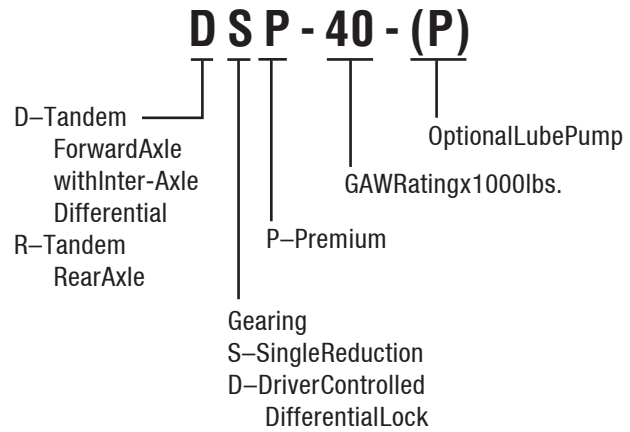 D S P - 40 - (P)
D–Tandem
ForwardAxle
withInter-Axle
Differential
R–Tandem
RearAxle
OptionalLubePump
GAWRatingx1000lbs.
P–Premium
Gearing
S–SingleReduction
D–DriverControlled
DifferentialLock